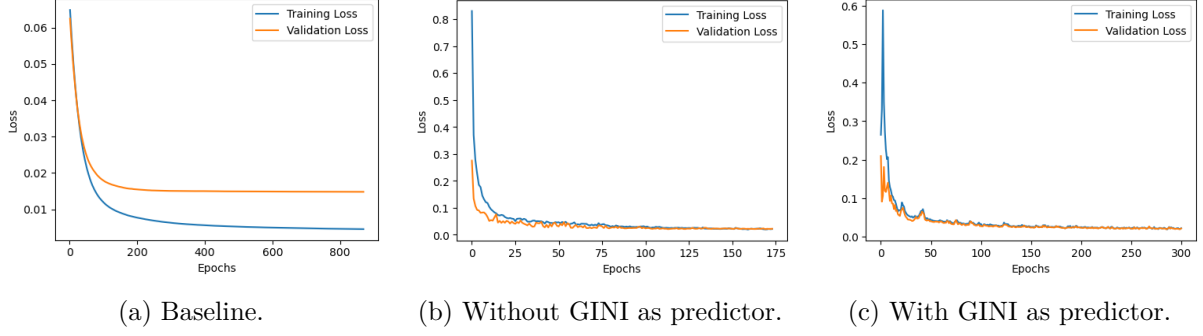 0.06
0.05
0.04
0.03
0.02
0.01
Loss
0 200 400 600 800
Epochs
Training Loss
Validation Loss
0.8
0.7
0.6
0.5
0.4
0.3
0.2
0.1
0.0
Loss
0 25 50 75 100 125 150 175
Epochs
Training Loss
Validation Loss
0.6
0.5
0.4
0.3
0.2
0.1
0.0
Loss
0 50 100 150 200 250 300
Epochs
Training Loss
Validation Loss
(a) Baseline.
(b) Without GINI as predictor.
(c) With GINI as predictor.